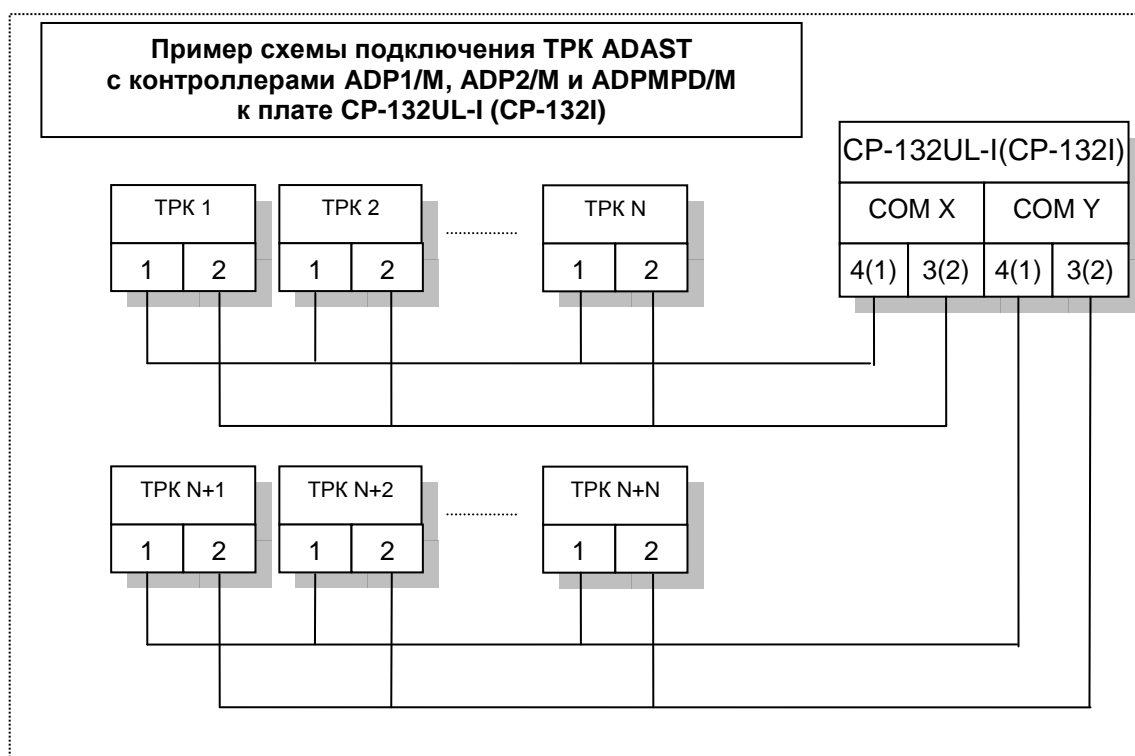 Пример схемы подключения ТРК ADAST
с контроллерами ADP1/M, ADP2/M и ADPMPD/M
к плате CP-132UL-I (CP-132I)
CP-132UL-I(CP-132I)
COM X COM Y
4(1) 3(2) 4(1) 3(2)
ТРК 1 ТРК 2 ТРК N
1 2 1 2 1 2
ТРК N+1 ТРК N+2 ТРК N+N
1 2 1 2 1 2